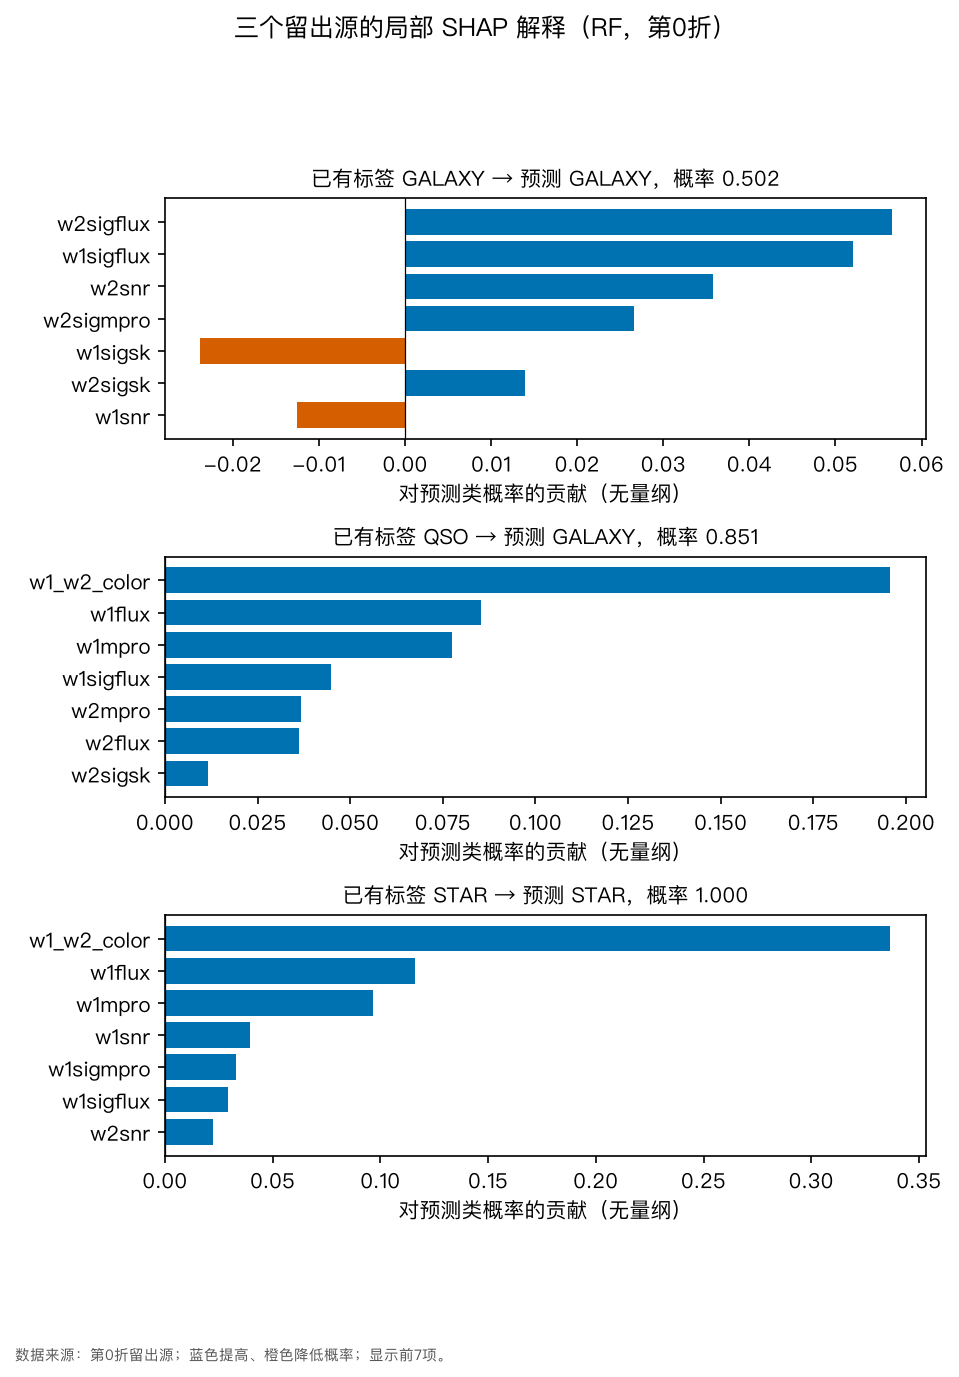 三个留出源的局部 SHAP 解释（RF，第0折）
已有标签 GALAXY → 预测 GALAXY，概率 0.502
w2sigflux
w1sigflux
w2snr
w2sigmpro
w1sigsk
w2sigsk
w1snr
−0.02 −0.01 0.00 0.01 0.02 0.03 0.04 0.05 0.06
对预测类概率的贡献（无量纲）
已有标签 QSO → 预测 GALAXY，概率 0.851
w1_w2_color
w1flux
w1mpro
w1sigflux
w2mpro
w2flux
w2sigsk
0.000 0.025 0.050 0.075 0.100 0.125 0.150 0.175 0.200
对预测类概率的贡献（无量纲）
已有标签 STAR → 预测 STAR，概率 1.000
w1_w2_color
w1flux
w1mpro
w1snr
w1sigmpro
w1sigflux
w2snr
0.00 0.05 0.10 0.15 0.20 0.25 0.30 0.35
对预测类概率的贡献（无量纲）
数据来源：第0折留出源；蓝色提高、橙色降低概率；显示前7项。